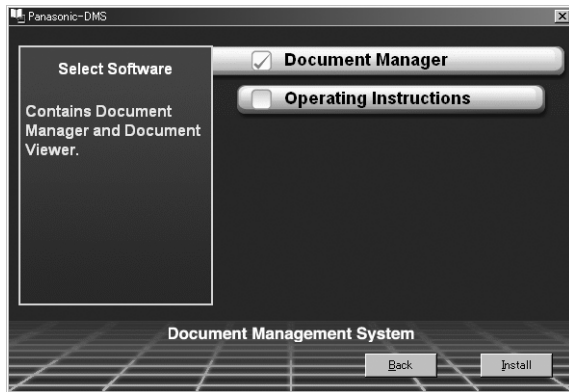 Panasonic-DMS
Select Software
Contains Document
Manager and Document
Viewer.
Document Manager
Operating Instructions
Document Management System
Back
Install